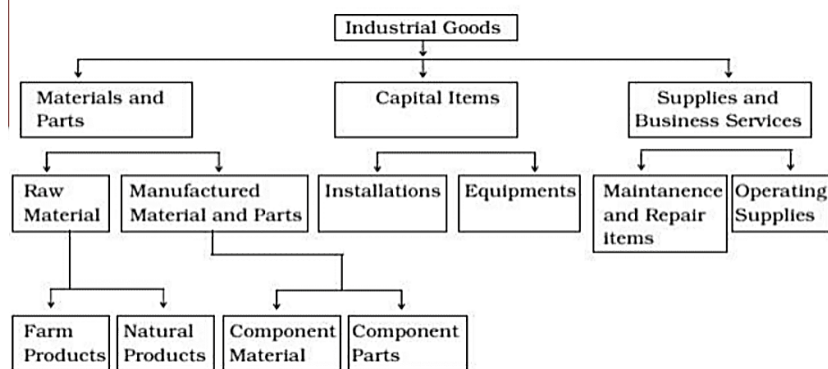 Industrial Goods
Materials and
Parts
Capital Items
Supplies and
Business Services
Raw
Material
Manufactured
Material and Parts
Installations
Equipments
Maintanence
and Repair
items
Operating
Supplies
Farm
Products
Natural
Products
Component
Material
Component
Parts